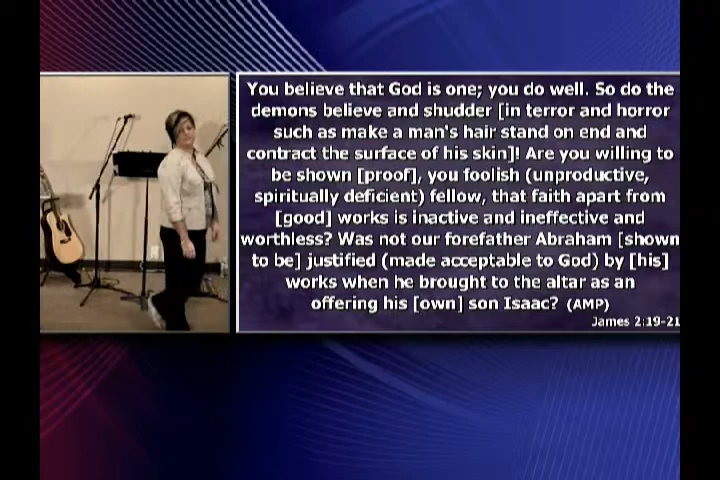 You believe that God is one; you do well. So do the
demons believe and shudder [in terror and horror
such as make a man's hair stand on end and
contract the surface of his skin]! Are you willing to
be shown [proof], you foolish (unproductive,
spiritually deficient) fellow, that faith apart from
[good] works is inactive and ineffective and
worthless? Was not our forefather Abraham [shown
to be] justified (made acceptable to God) by [his]
works when he brought to the altar as an
offering his [own] son Isaac? (AMP)
James 2:19-21